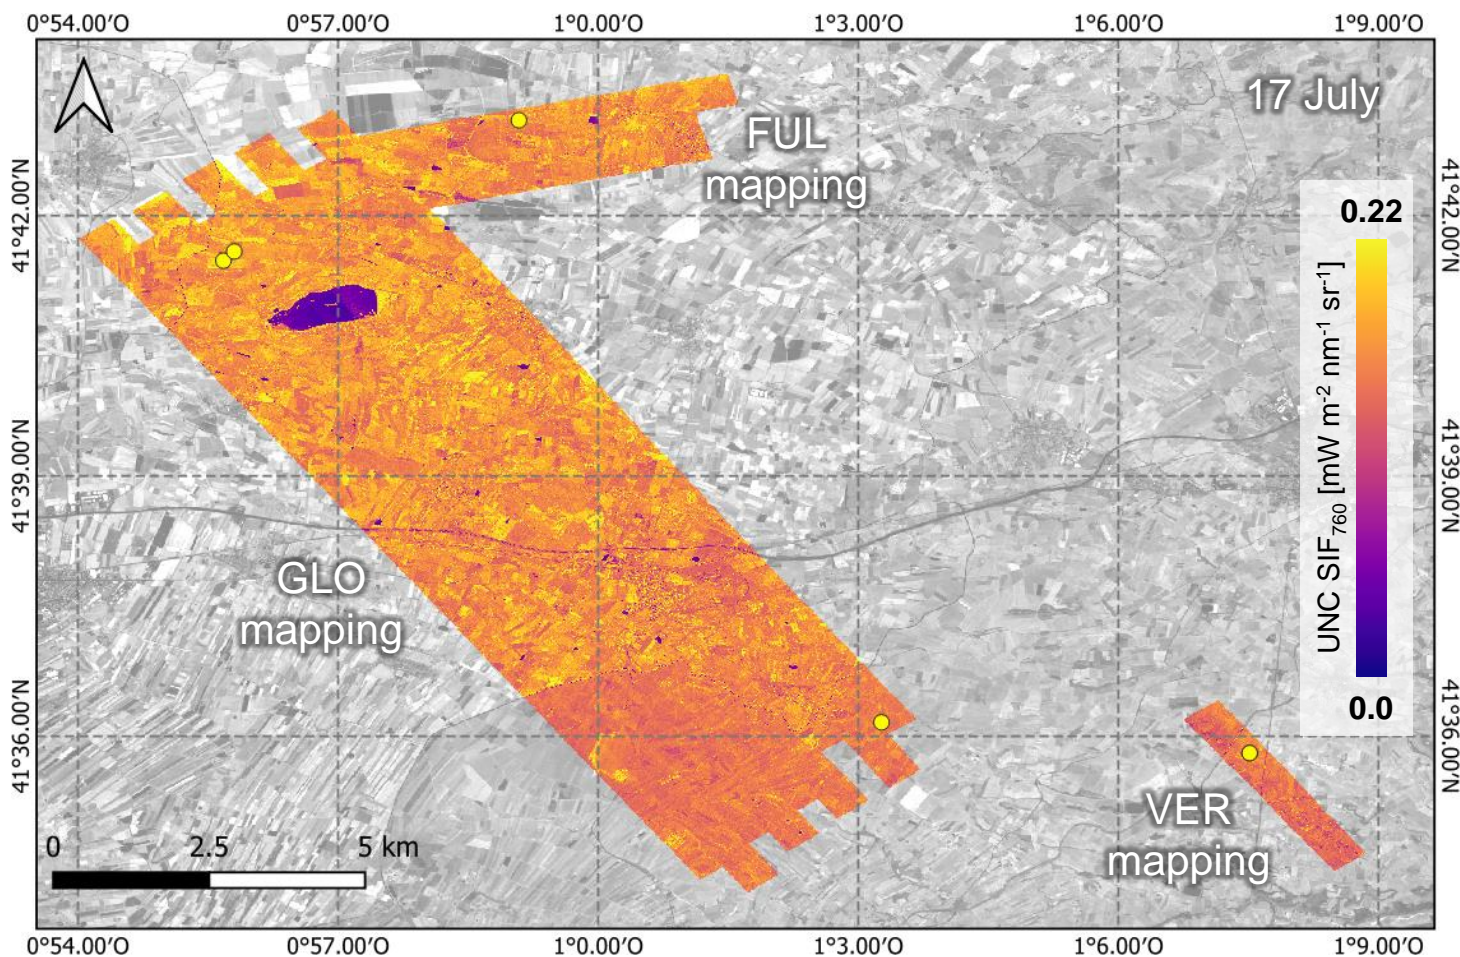 0°54.00′O 0°57.00′O 1°0.00′O 1°3.00′O 1°6.00′O 1°9.00′O
17 July
FUL
mapping
41°42.00′N
41°42.00′N
0.22
UNC SIF760 [mW m-2 nm-1 sr-1]
41°39.00′N
41°39.00′N
GLO
mapping
0.0
41°36.00′N
41°36.00′N
VER
mapping
0 2.5 5 km
0°54.00′O 0°57.00′O 1°0.00′O 1°3.00′O 1°6.00′O 1°9.00′O